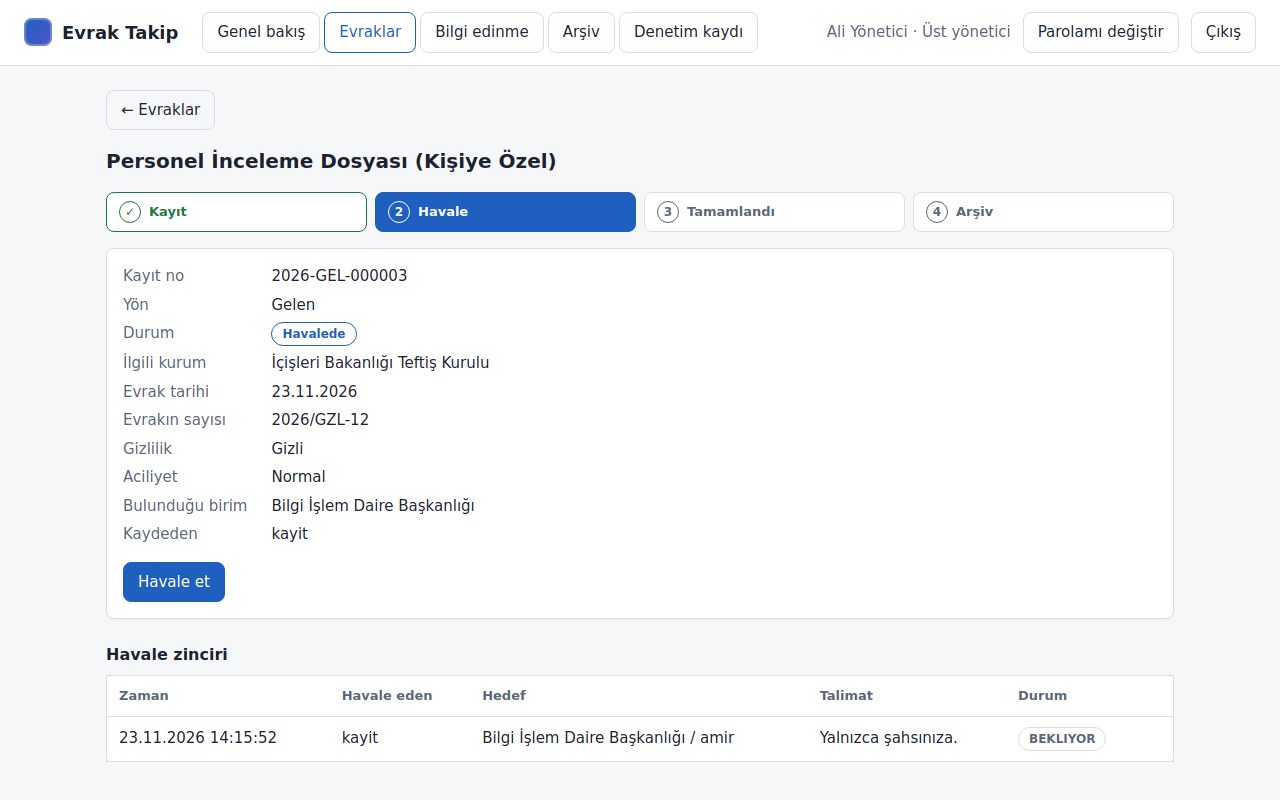 Evrak Takip
Genel bakış
Evraklar
Bilgi edinme
Arşiv
Denetim kaydı
Ali Yönetici · Üst yönetici
Parolamı değiştir
Çıkış
← Evraklar
Personel İnceleme Dosyası (Kişiye Özel)
✓ Kayıt
2 Havale
3 Tamamlandı
4 Arşiv
Kayıt no 2026-GEL-000003
Yön Gelen
Durum Havalede
İlgili kurum İçişleri Bakanlığı Teftiş Kurulu
Evrak tarihi 23.11.2026
Evrakın sayısı 2026/GZL-12
Gizlilik Gizli
Aciliyet Normal
Bulunduğu birim Bilgi İşlem Daire Başkanlığı
Kaydeden kayit
Havale et
Havale zinciri
Zaman Havale eden Hedef Talimat Durum
23.11.2026 14:15:52 kayit Bilgi İşlem Daire Başkanlığı / amir Yalnızca şahsınıza. BEKLIYOR